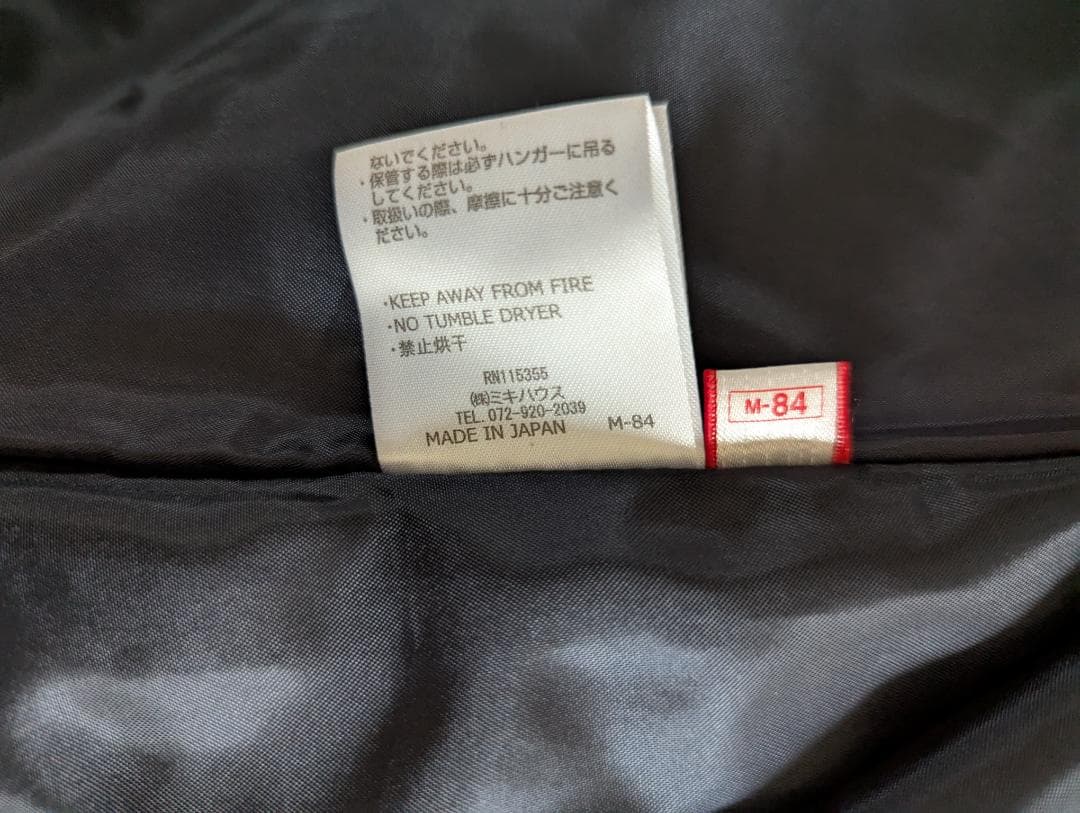 ないでください。
・保管する際は必ずハンガーに吊る
してください。
・取扱いの際、摩擦に十分ご注意く
ださい。
・KEEP AWAY FROM FIRE
・NO TUMBLE DRYER
・禁止烘干
RN115355
㈱ミキハウス
TEL.072-920-2039
MADE IN JAPAN M-84
M-84